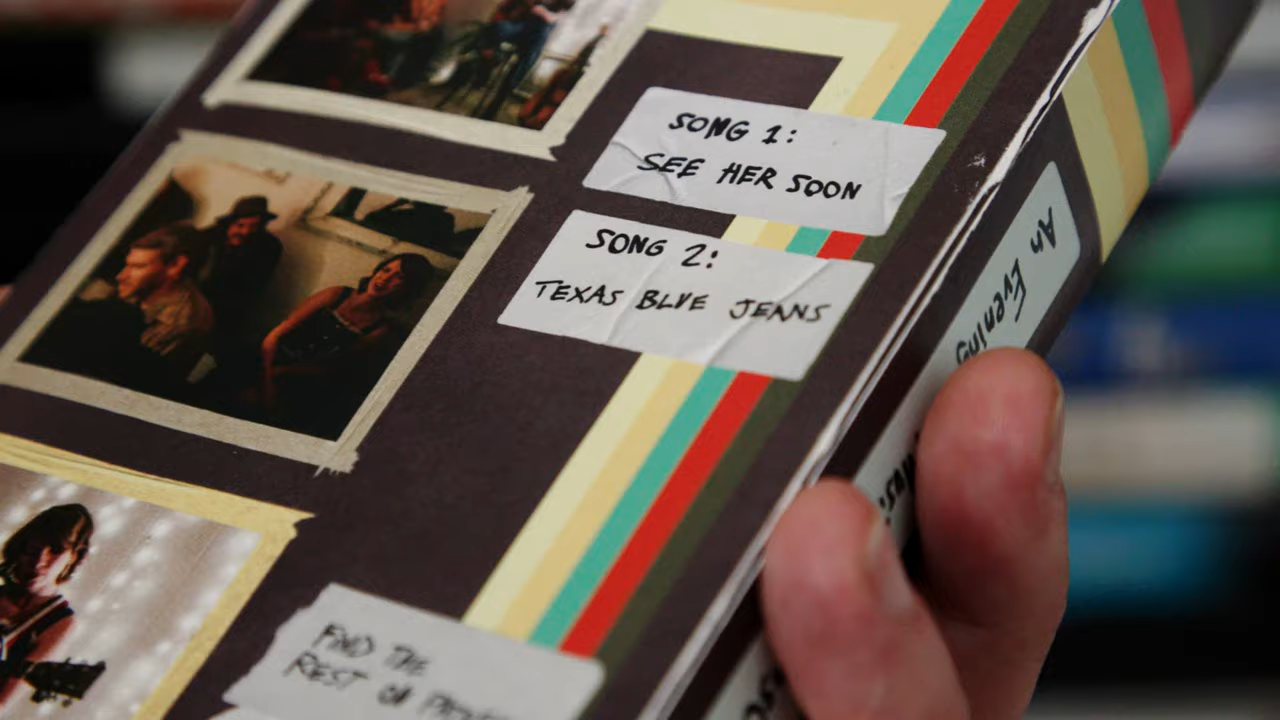 SONG 1:
SEE HER SOON
SONG 2:
TEXAS BLUE JEANS
FIND THE
REST ON
An Evening